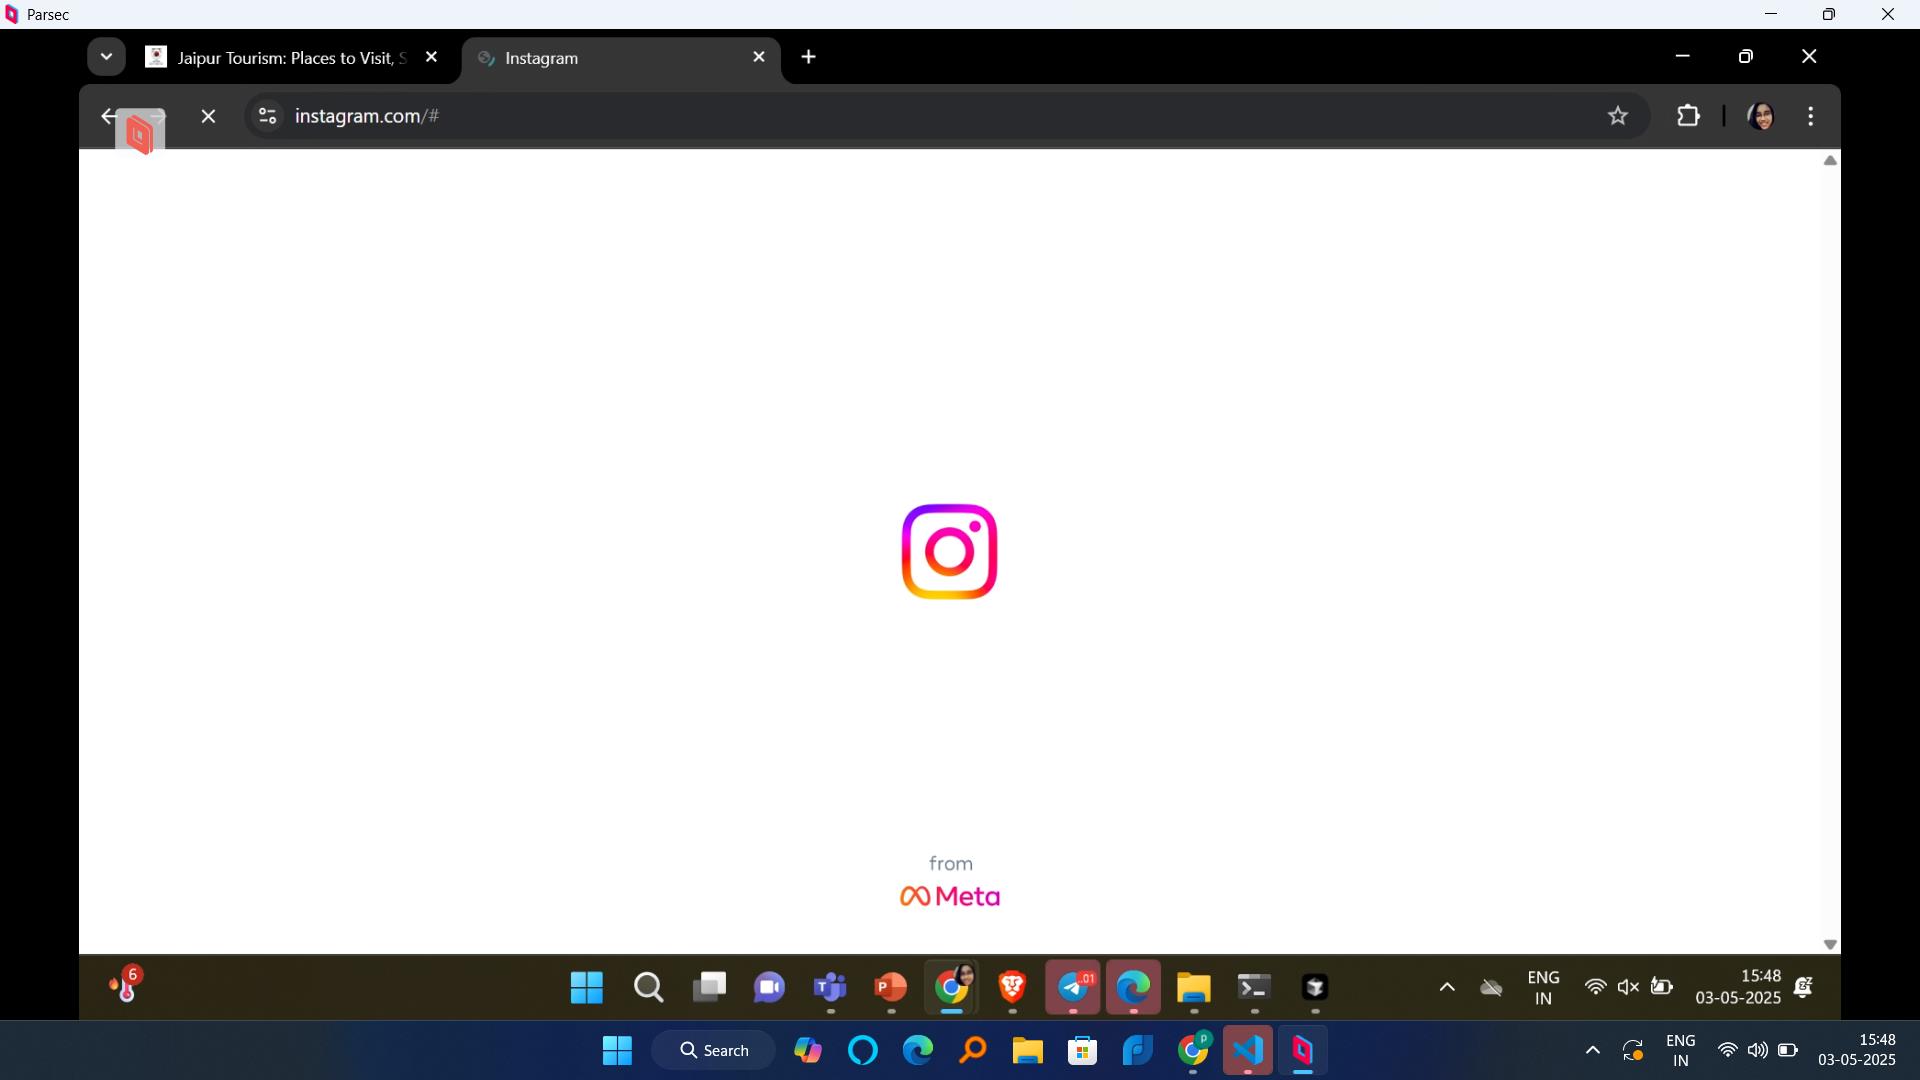 Parsec
Jaipur Tourism: Places to Visit, S
Instagram
instagram.com/#
from
Meta
6
.01
ENG
IN
15:48
03-05-2025
Search
P
ENG
IN
15:48
03-05-2025